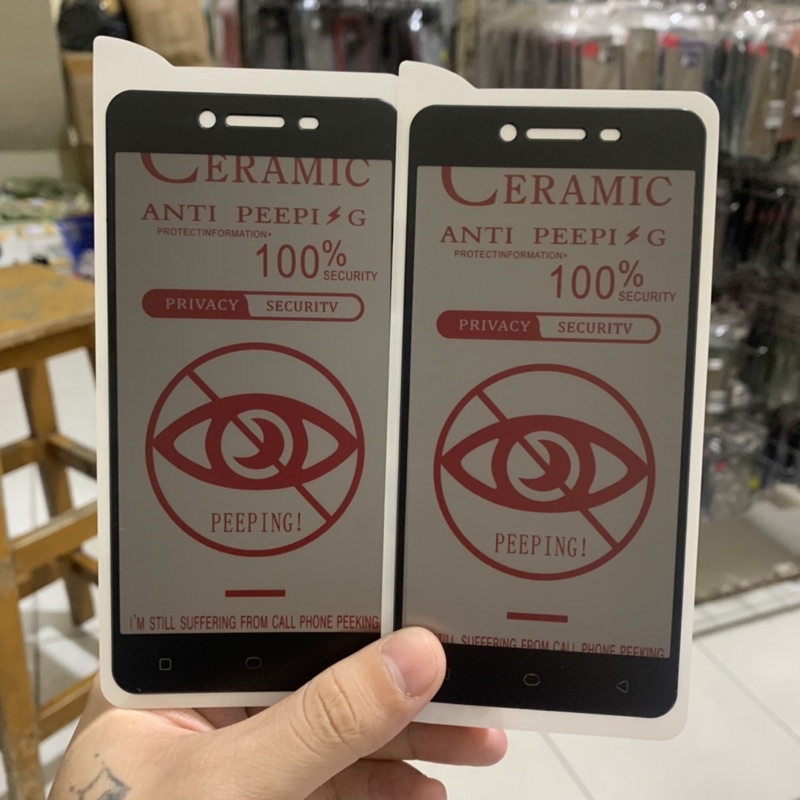 CERAMIC
ANTI PEEPI⚡G
PROTECTINFORMATION+
100%
SECURITY
PRIVACY SECURITV
PEEPING!
I'M STILL SUFFERING FROM CALL PHONE PEEKING
CERAMIC
ANTI PEEPI⚡G
PROTECTINFORMATION+
100%
SECURITY
PRIVACY SECURITV
PEEPING!
STILL SUFFERING FROM CALL PHONE PEEKING